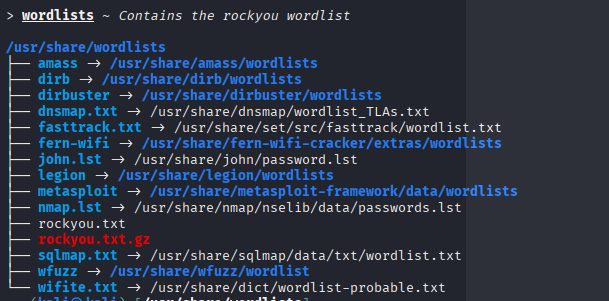 > wordlists ~ Contains the rockyou wordlist
/usr/share/wordlists
├── amass → /usr/share/amass/wordlists
├── dirb → /usr/share/dirb/wordlists
├── dirbuster → /usr/share/dirbuster/wordlists
├── dnsmap.txt → /usr/share/dnsmap/wordlist_TLAs.txt
├── fasttrack.txt → /usr/share/set/src/fasttrack/wordlist.txt
├── fern-wifi → /usr/share/fern-wifi-cracker/extras/wordlists
├── john.lst → /usr/share/john/password.lst
├── legion → /usr/share/legion/wordlists
├── metasploit → /usr/share/metasploit-framework/data/wordlists
├── nmap.lst → /usr/share/nmap/nselib/data/passwords.lst
├── rockyou.txt
├── rockyou.txt.gz
├── sqlmap.txt → /usr/share/sqlmap/data/txt/wordlist.txt
├── wfuzz → /usr/share/wfuzz/wordlist
└── wifite.txt → /usr/share/dict/wordlist-probable.txt
(kali㉿kali)-[/usr/share/wordlists]